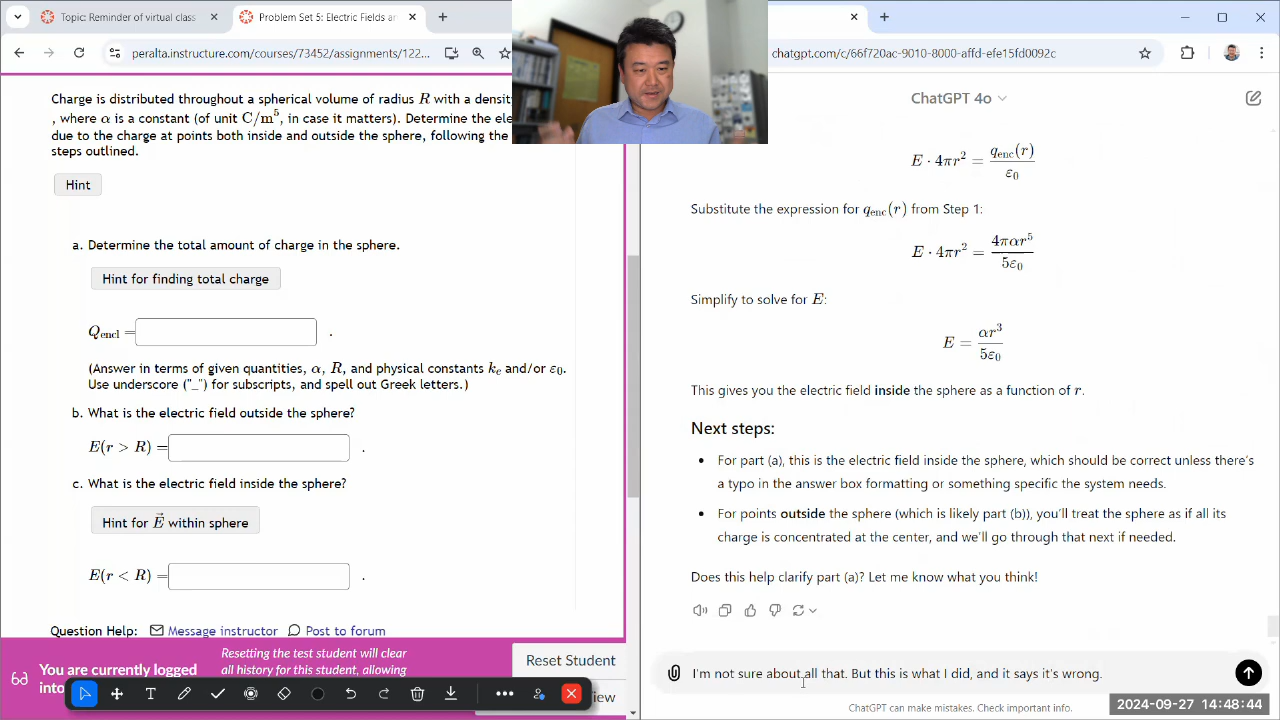 Topic: Reminder of virtual class
Problem Set 5: Electric Fields an
peralta.instructure.com/courses/73452/assignments/122...
chatgpt.com/c/66f720ac-9010-8000-affd-efe15fd0092c
Charge is distributed throughout a spherical volume of radius R with a densit
, where α is a constant (of unit C/m⁵, in case it matters). Determine the ele
due to the charge at points both inside and outside the sphere, following the
steps outlined.
Hint
a. Determine the total amount of charge in the sphere.
Hint for finding total charge
Q_encl = .
(Answer in terms of given quantities, α, R, and physical constants k_e and/or ε₀.
Use underscore ("_") for subscripts, and spell out Greek letters.)
b. What is the electric field outside the sphere?
E(r > R) = .
c. What is the electric field inside the sphere?
Hint for E⃗ within sphere
E(r < R) = .
Question Help: Message instructor Post to forum
You are currently logged
into
Resetting the test student will clear
all history for this student, allowing
Reset Student
iew
ChatGPT 4o
E · 4πr² = q_enc(r)/ε₀
Substitute the expression for q_enc(r) from Step 1:
E · 4πr² = 4παr⁵/5ε₀
Simplify to solve for E:
E = αr³/5ε₀
This gives you the electric field inside the sphere as a function of r.
Next steps:
• For part (a), this is the electric field inside the sphere, which should be correct unless there's
a typo in the answer box formatting or something specific the system needs.
• For points outside the sphere (which is likely part (b)), you'll treat the sphere as if all its
charge is concentrated at the center, and we'll go through that next if needed.
Does this help clarify part (a)? Let me know what you think!
I'm not sure about all that. But this is what I did, and it says it's wrong.
ChatGPT can make mistakes. Check important info.
2024-09-27 14:48:44